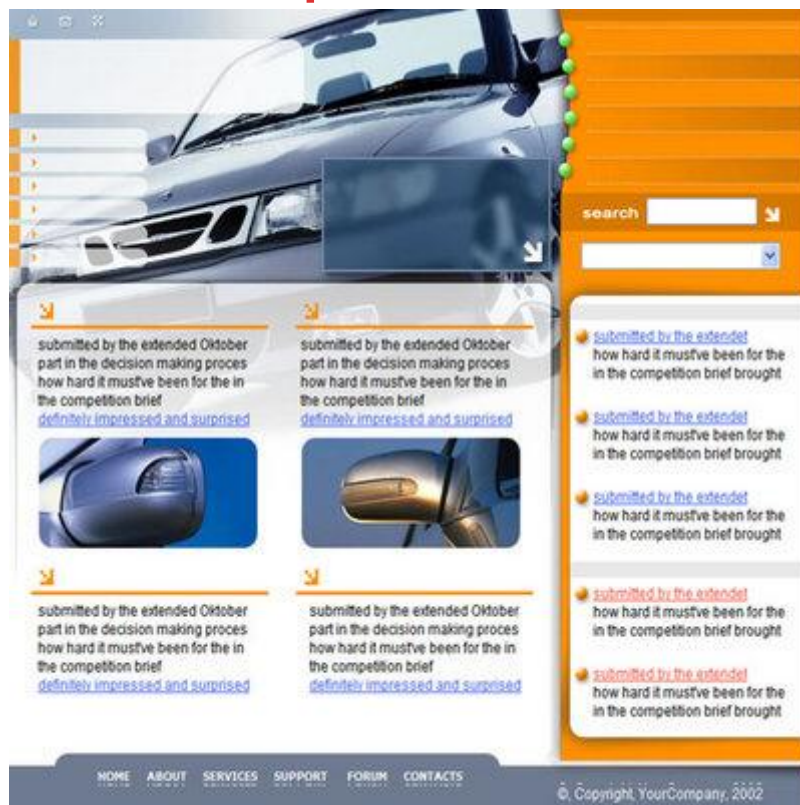 search
submitted by the extended Oktober
part in the decision making proces
how hard it must've been for the in
the competition brief
definitely impressed and surprised
submitted by the extended Oktober
part in the decision making proces
how hard it must've been for the in
the competition brief
definitely impressed and surprised
submitted by the extended Oktober
part in the decision making proces
how hard it must've been for the in
the competition brief
definitely impressed and surprised
submitted by the extended Oktober
part in the decision making proces
how hard it must've been for the in
the competition brief
definitely impressed and surprised
submitted by the extendet
how hard it must've been for the
in the competition brief brought
submitted by the extendet
how hard it must've been for the
in the competition brief brought
submitted by the extendet
how hard it must've been for the
in the competition brief brought
submitted by the extendet
how hard it must've been for the
in the competition brief brought
submitted by the extendet
how hard it must've been for the
in the competition brief brought
HOME ABOUT SERVICES SUPPORT FORUM CONTACTS
©, Copyright, YourCompany, 2002